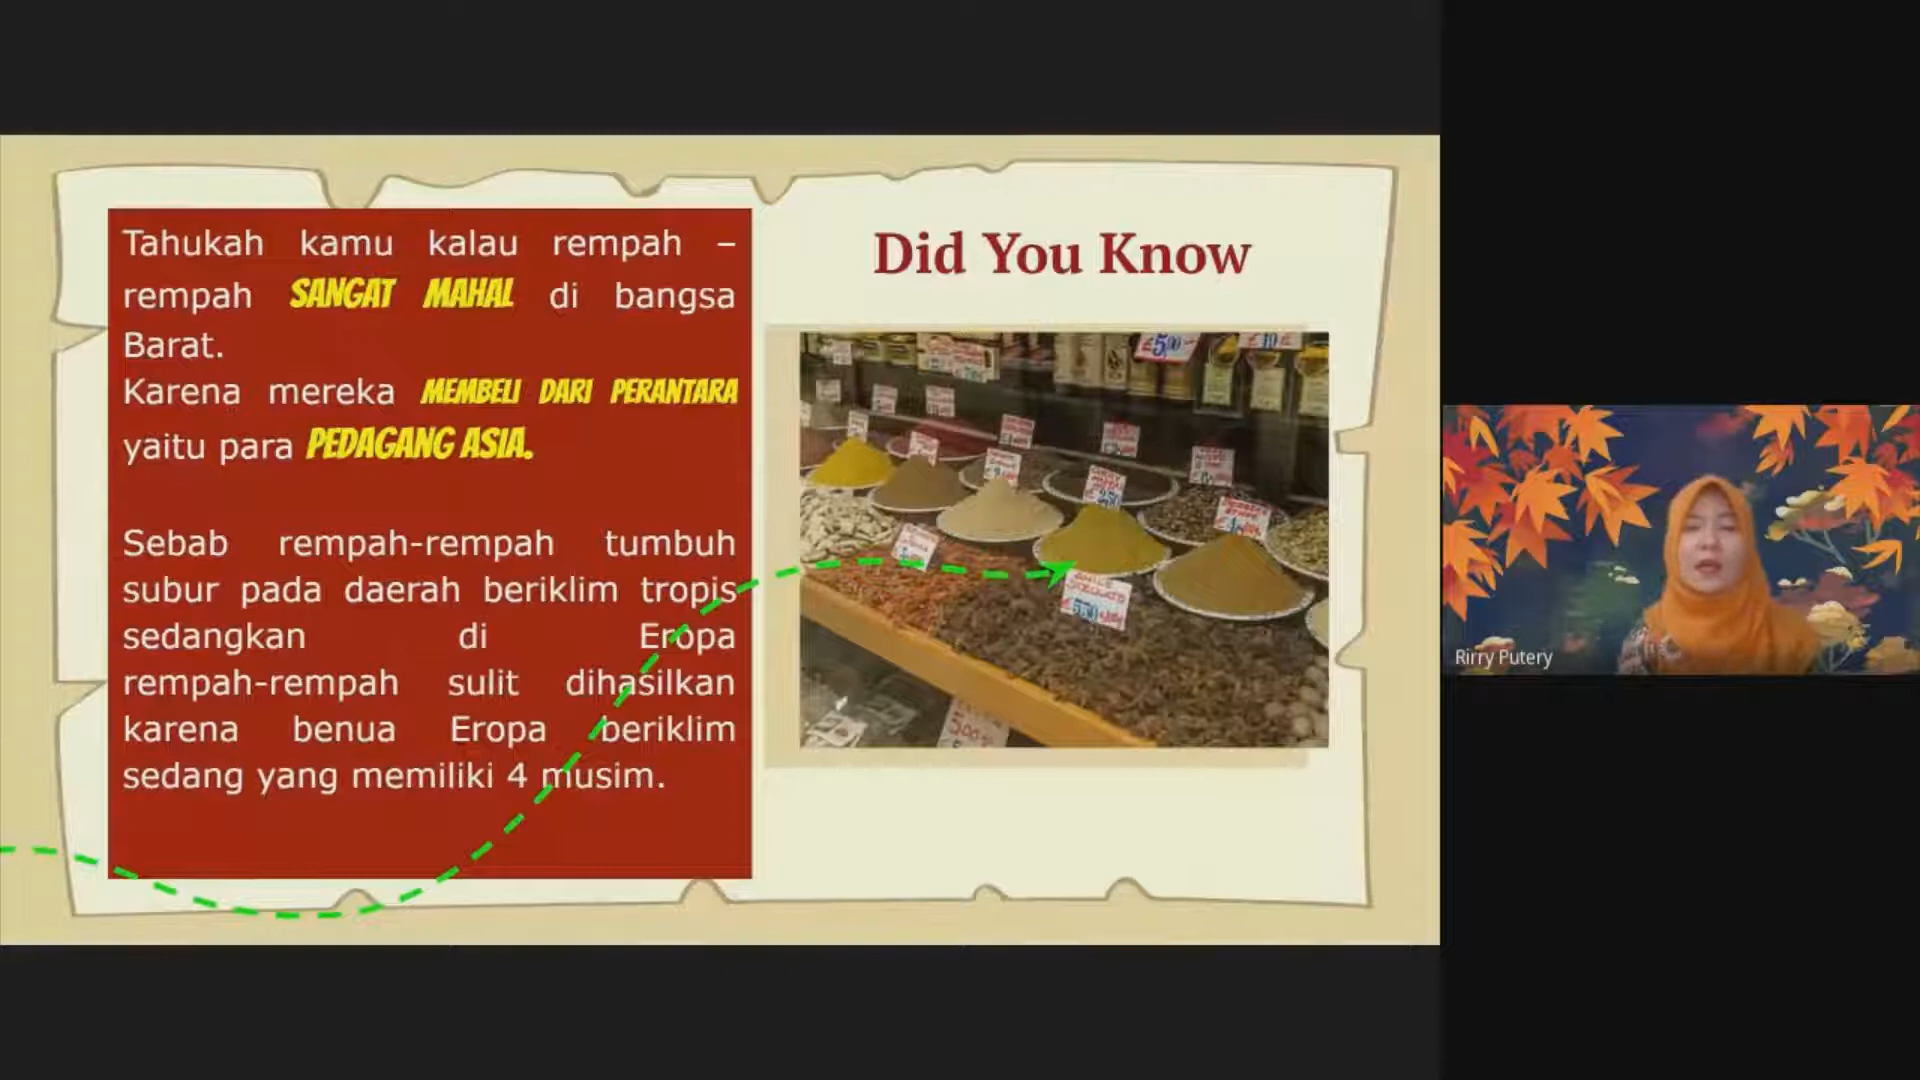 Tahukah kamu kalau rempah –
rempah SANGAT MAHAL di bangsa
Barat.
Karena mereka MEMBELI DARI PERANTARA
yaitu para PEDAGANG ASIA.
Sebab rempah-rempah tumbuh
subur pada daerah beriklim tropis
sedangkan di Eropa
rempah-rempah sulit dihasilkan
karena benua Eropa beriklim
sedang yang memiliki 4 musim.
Did You Know
Rirry Putery